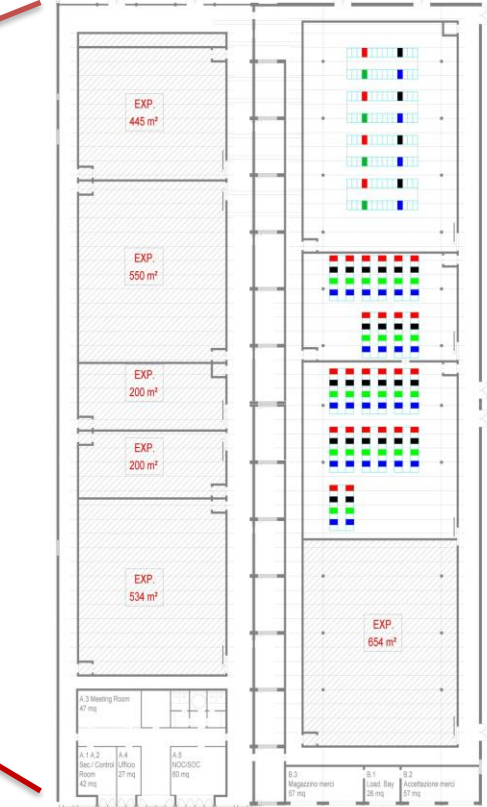 EXP.
445 m²
EXP.
550 m²
EXP.
200 m²
EXP.
200 m²
EXP.
534 m²
EXP.
654 m²
A.3 Meeting Room
47 mq
A.1 A.2
Sec./ Control
Room
42 mq
A.4
Ufficio
27 mq
A.5
NOC/SOC
60 mq
B.3
Magazzino merci
67 mq
B.1
Load. Bay
26 mq
B.2
Accettazione merci
57 mq